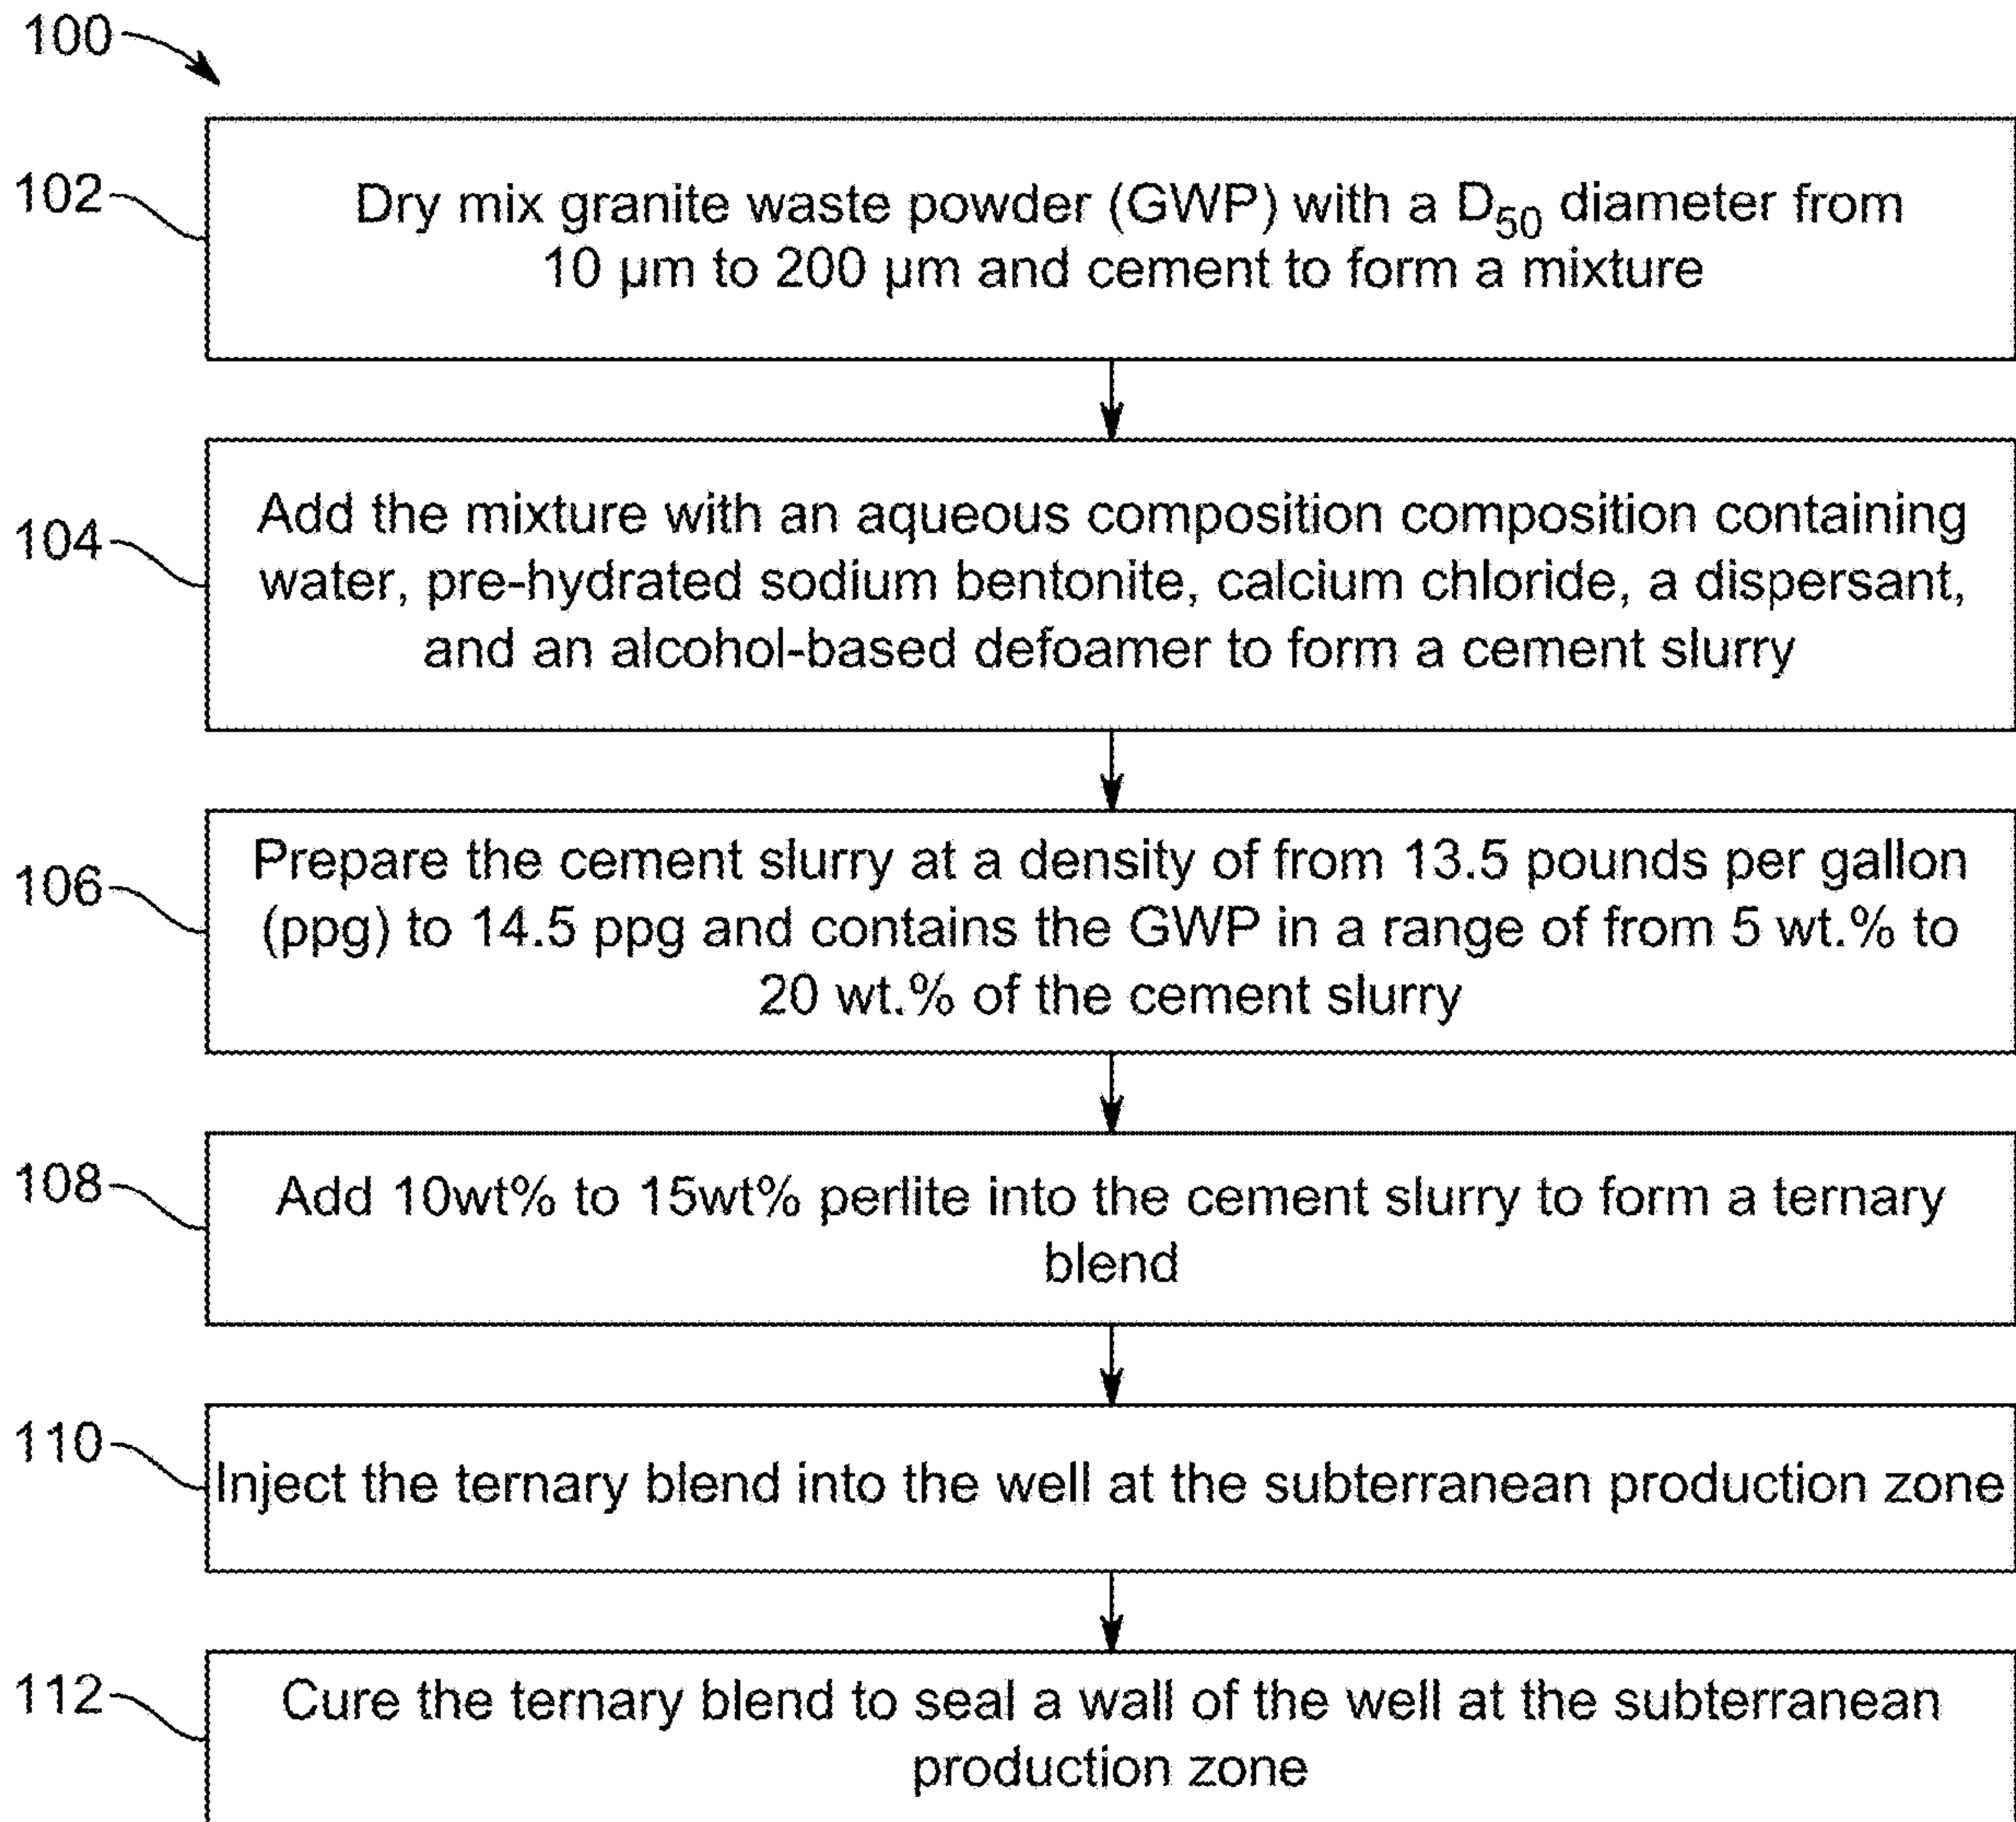 100
102
Dry mix granite waste powder (GWP) with a D50 diameter from
10 µm to 200 µm and cement to form a mixture
104
Add the mixture with an aqueous composition composition containing
water, pre-hydrated sodium bentonite, calcium chloride, a dispersant,
and an alcohol-based defoamer to form a cement slurry
106
Prepare the cement slurry at a density of from 13.5 pounds per gallon
(ppg) to 14.5 ppg and contains the GWP in a range of from 5 wt.% to
20 wt.% of the cement slurry
108
Add 10wt% to 15wt% perlite into the cement slurry to form a ternary
blend
110
Inject the ternary blend into the well at the subterranean production zone
112
Cure the ternary blend to seal a wall of the well at the subterranean
production zone